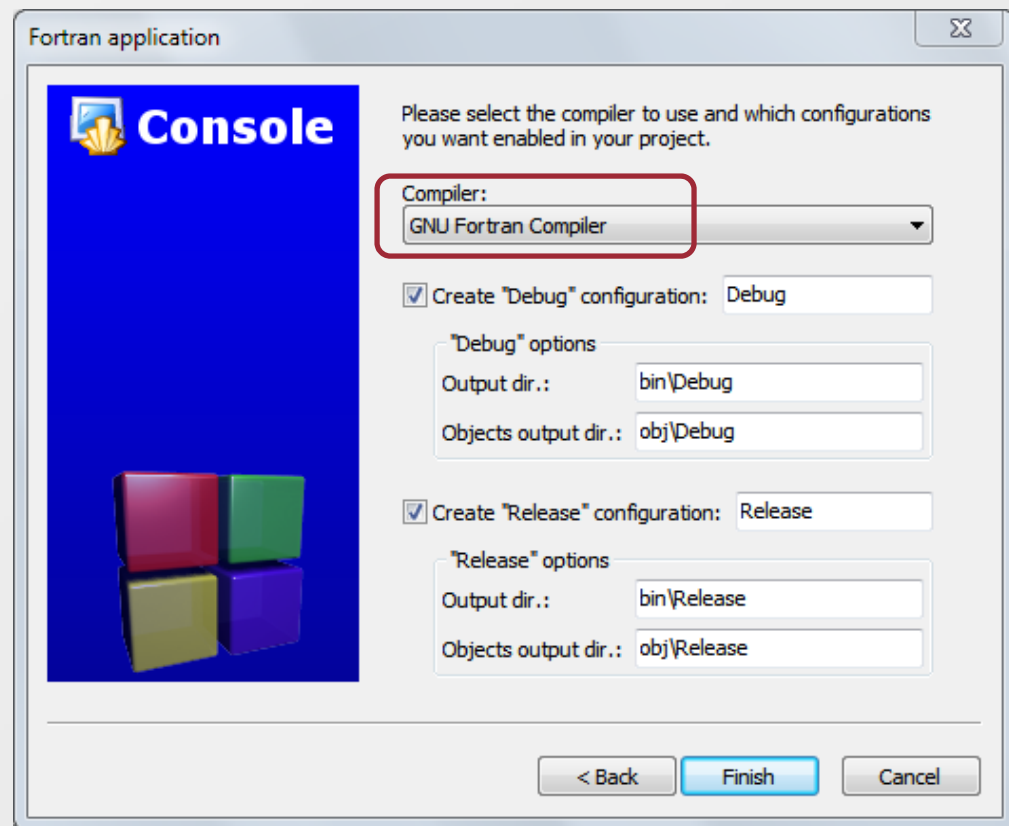 Fortran application
Console
Please select the compiler to use and which configurations
you want enabled in your project.
Compiler:
GNU Fortran Compiler
Create "Debug" configuration: Debug
"Debug" options
Output dir.: bin\Debug
Objects output dir.: obj\Debug
Create "Release" configuration: Release
"Release" options
Output dir.: bin\Release
Objects output dir.: obj\Release
< Back Finish Cancel